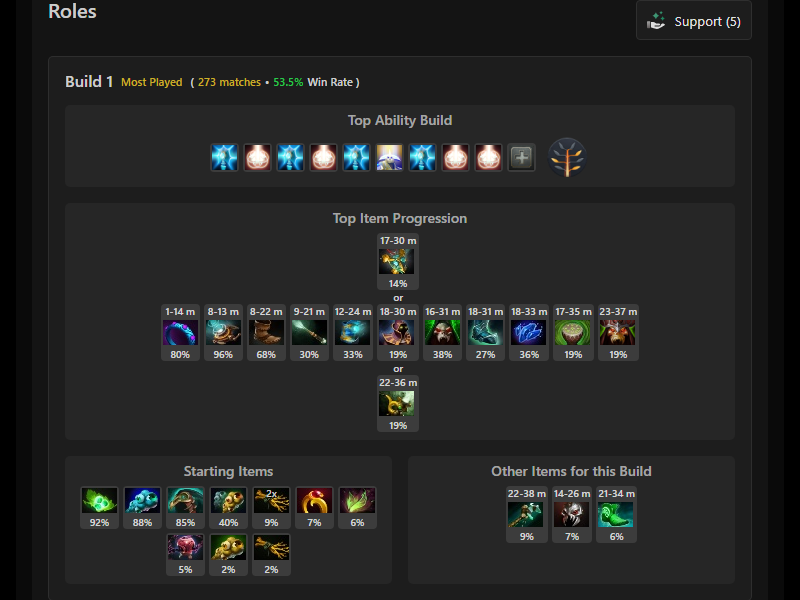 Roles
Support (5)
Build 1 Most Played ( 273 matches • 53.5% Win Rate )
Top Ability Build
Top Item Progression
17-30 m
14%
or
1-14 m 8-13 m 8-22 m 9-21 m 12-24 m 18-30 m 16-31 m 18-31 m 18-33 m 17-35 m 23-37 m
80% 96% 68% 30% 33% 19% 38% 27% 36% 19% 19%
or
22-36 m
19%
Starting Items
2x
92% 88% 85% 40% 9% 7% 6%
5% 2% 2%
Other Items for this Build
22-38 m 14-26 m 21-34 m
9% 7% 6%